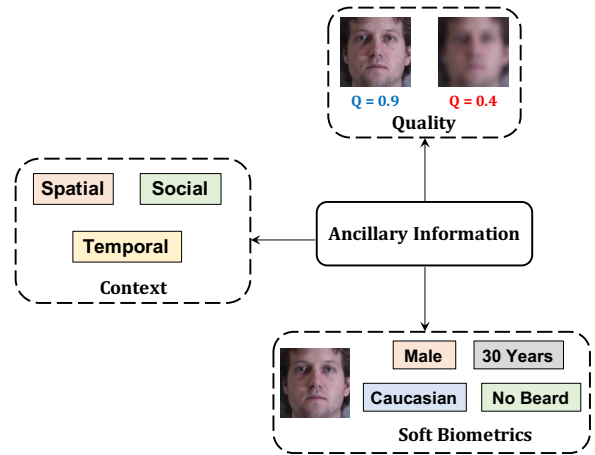 Q = 0.9 Q = 0.4
Quality
Spatial Social
Temporal
Context
Ancillary Information
Male 30 Years
Caucasian No Beard
Soft Biometrics